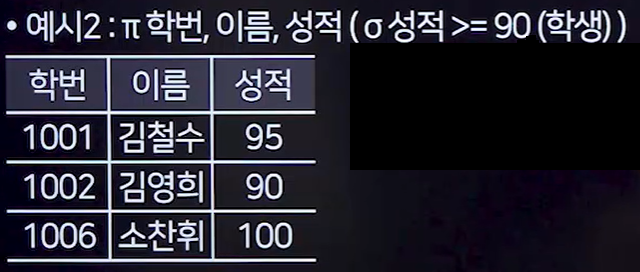 • 예시2 : π 학번, 이름, 성적 ( σ 성적 >= 90 (학생) )
학번 이름 성적
1001 김철수 95
1002 김영희 90
1006 소찬휘 100